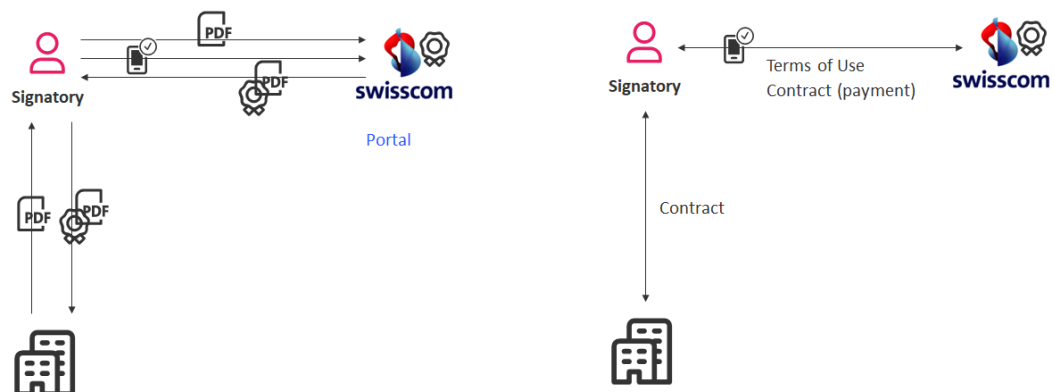 PDF
Signatory
PDF
swisscom
Portal
PDF
PDF
Signatory
Terms of Use
Contract (payment)
swisscom
Contract